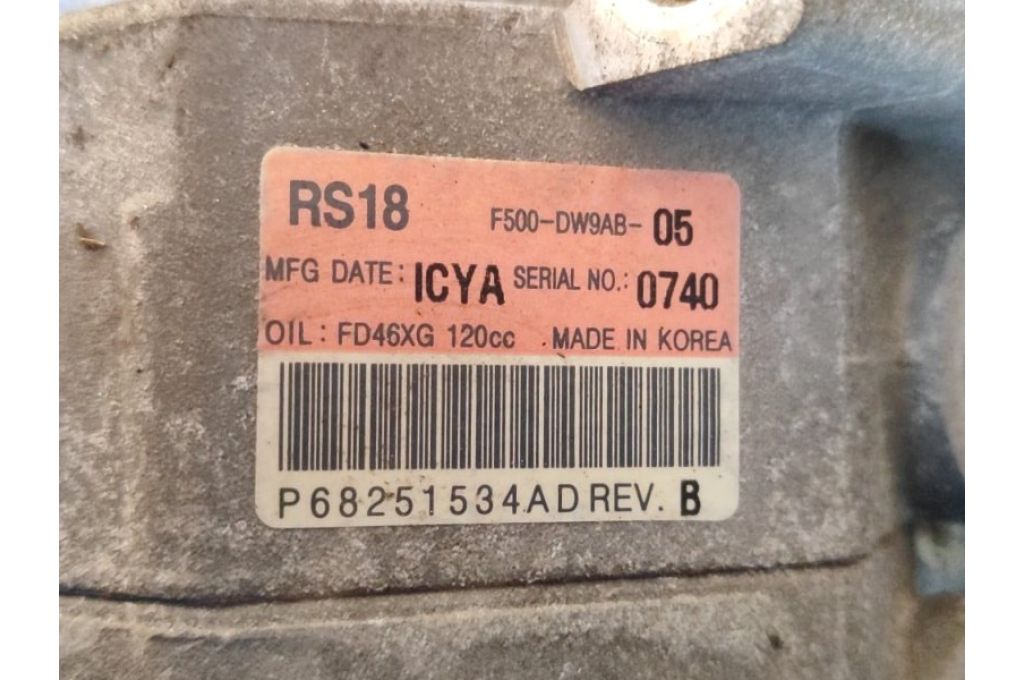 RS18 F500-DW9AB- 05
MFG DATE: ICYA SERIAL NO.: 0740
OIL : FD46XG 120cc . MADE IN KOREA
P68251534AD REV. B